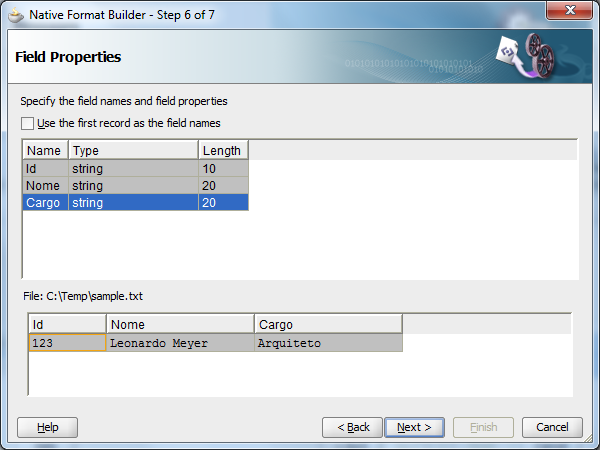 Native Format Builder - Step 6 of 7
Field Properties
Specify the field names and field properties
Use the first record as the field names
Name Type Length
Id string 10
Nome string 20
Cargo string 20
File: C:\Temp\sample.txt
Id Nome Cargo
123 Leonardo Meyer Arquiteto
Help < Back Next > Finish Cancel